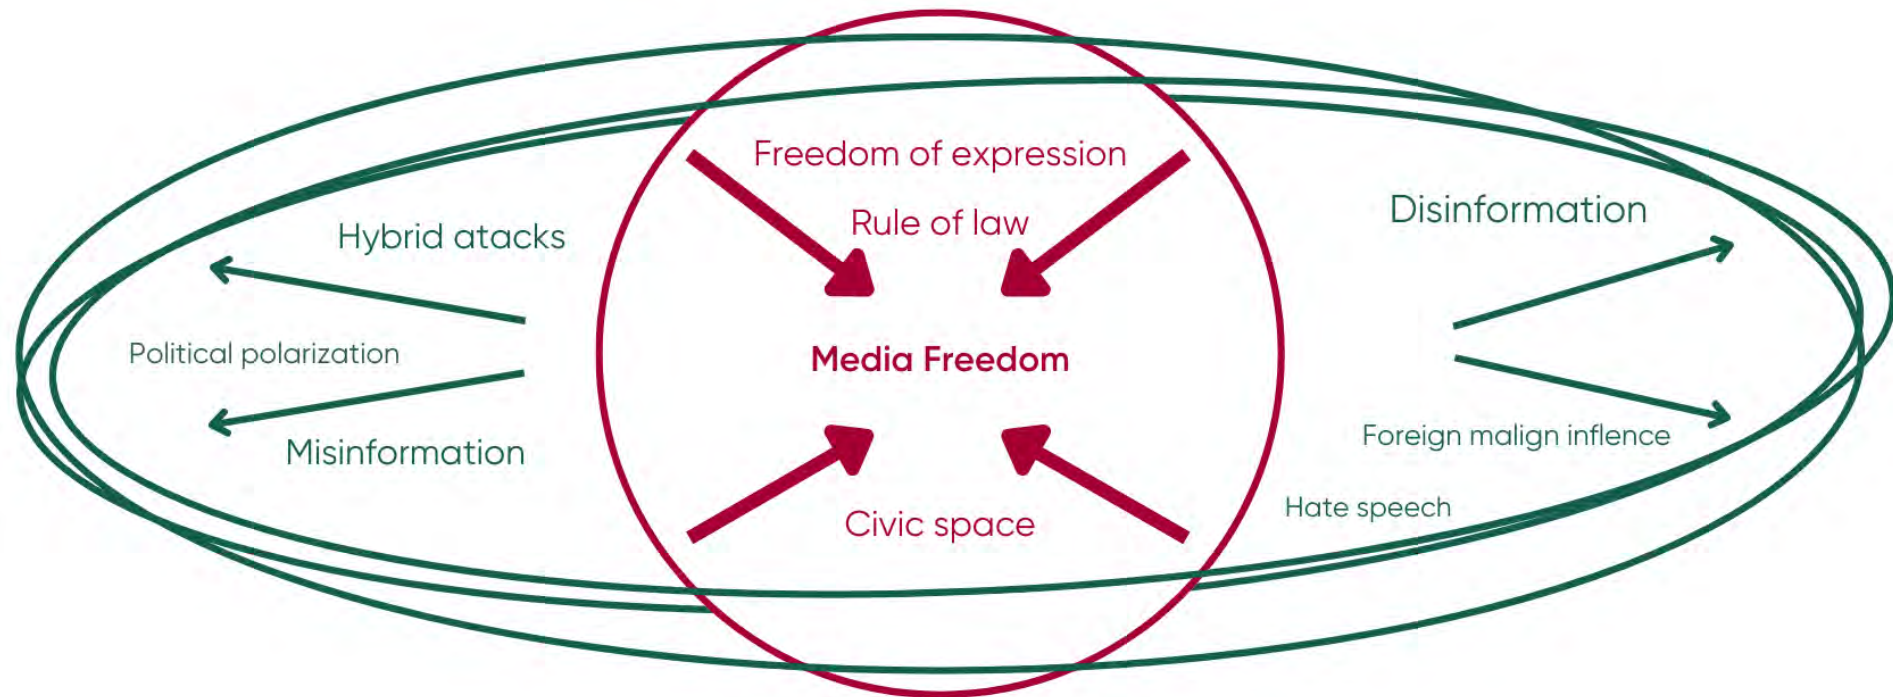 Freedom of expression
Rule of law
Hybrid atacks
Disinformation
Political polarization
Media Freedom
Misinformation
Foreign malign inflence
Civic space
Hate speech